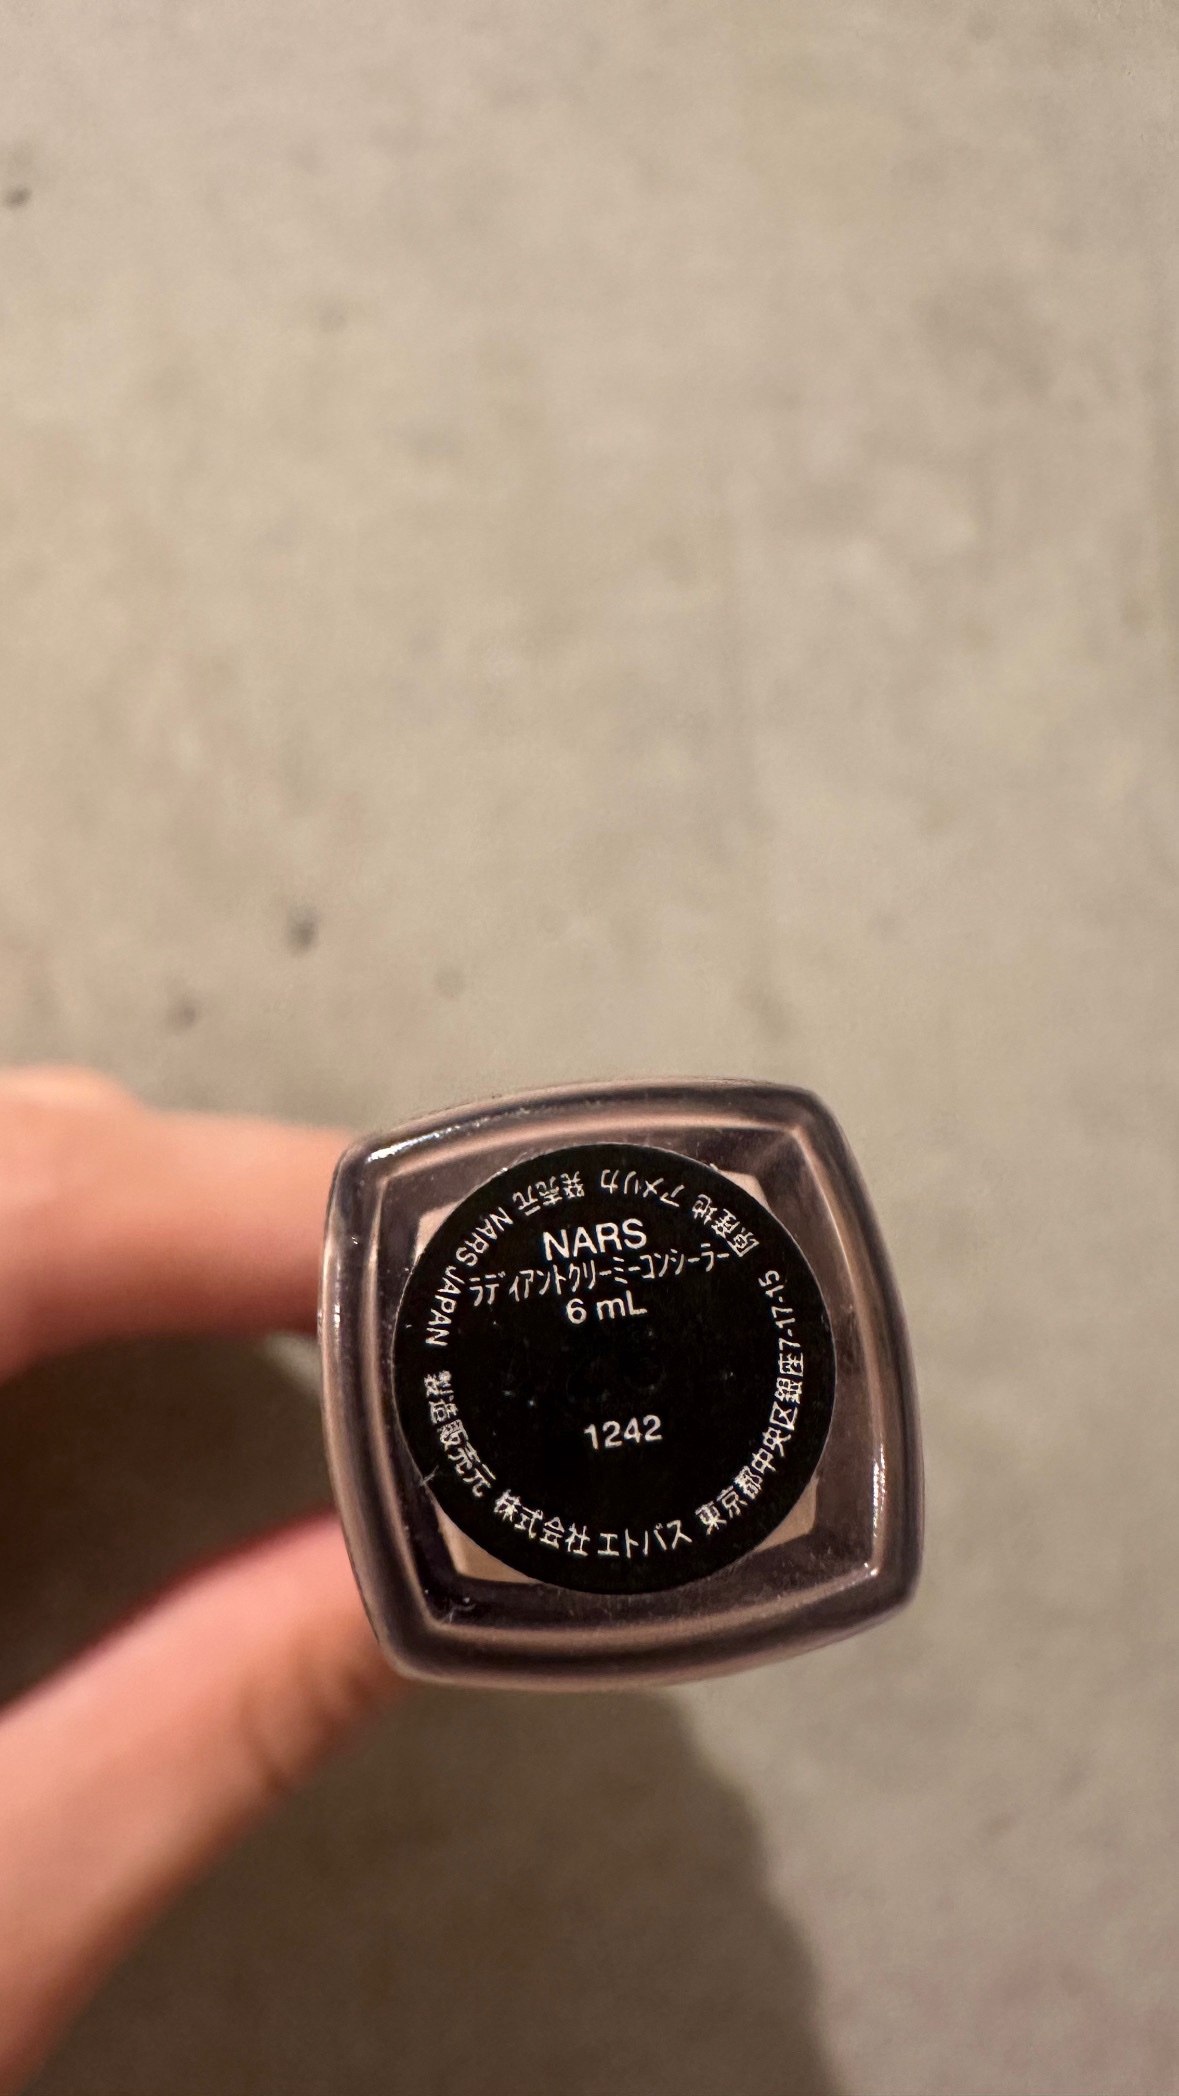 NARS
ラディアントクリーミーコンシーラー
6 mL
1242
発売元 NARS JAPAN 製造販売元 株式会社 エトバス 東京都中央区銀座7-17-15 原産地 アメリカ